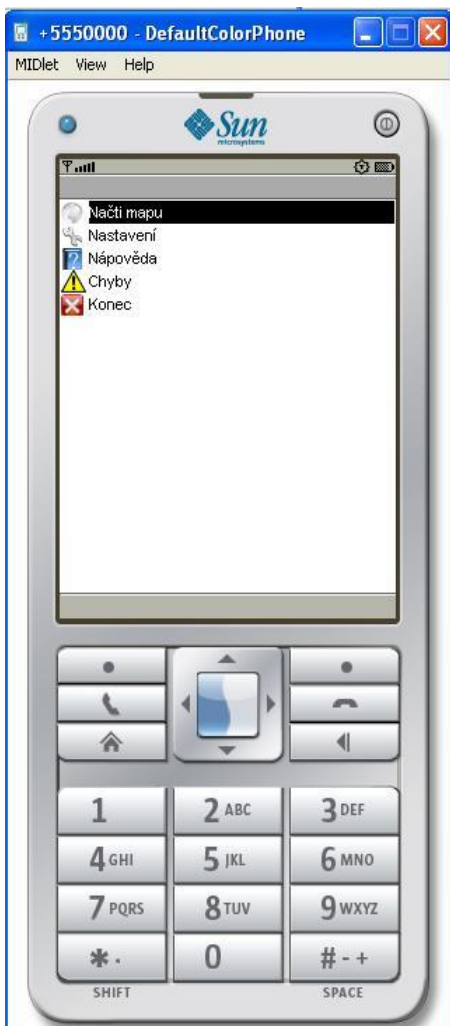 +5550000 - DefaultColorPhone
MIDlet View Help
Sun
microsystems
Načti mapu
Nastavení
Nápověda
Chyby
Konec
1 2 ABC 3 DEF
4 GHI 5 JKL 6 MNO
7 PQRS 8 TUV 9 WXYZ
* . 0 # - +
SHIFT SPACE